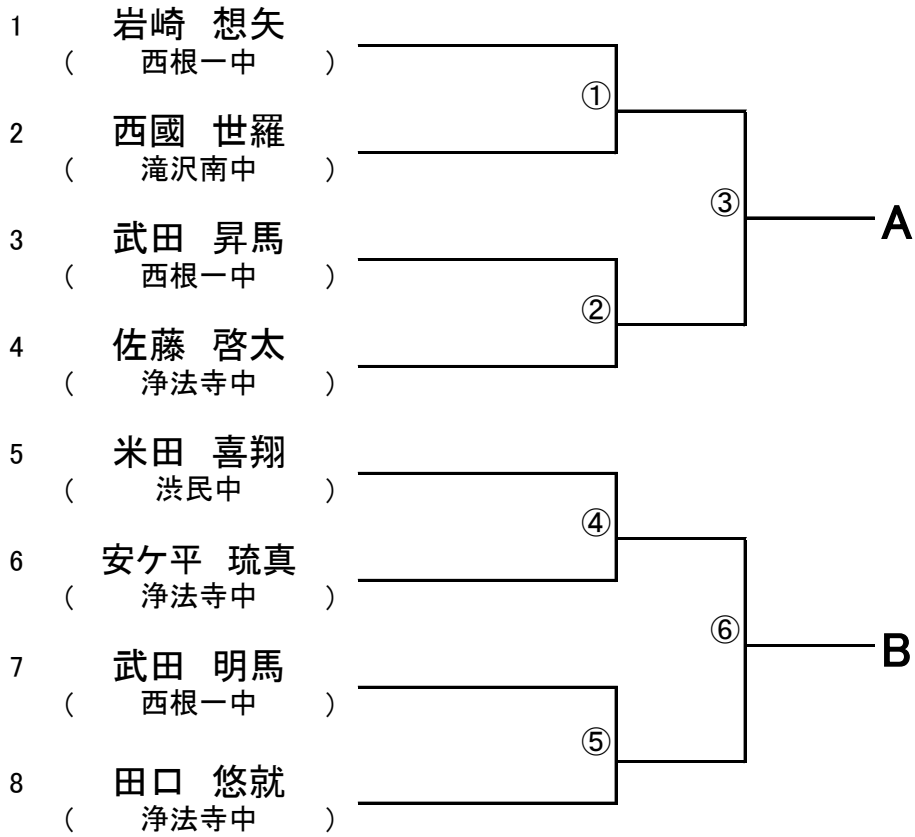 1 岩崎 想矢
( 西根一中 )
①
2 西國 世羅
( 滝沢南中 )
③
A
3 武田 昇馬
( 西根一中 )
②
4 佐藤 啓太
( 浄法寺中 )
5 米田 喜翔
( 渋民中 )
④
6 安ケ平 琉真
( 浄法寺中 )
⑥
B
7 武田 明馬
( 西根一中 )
⑤
8 田口 悠就
( 浄法寺中 )